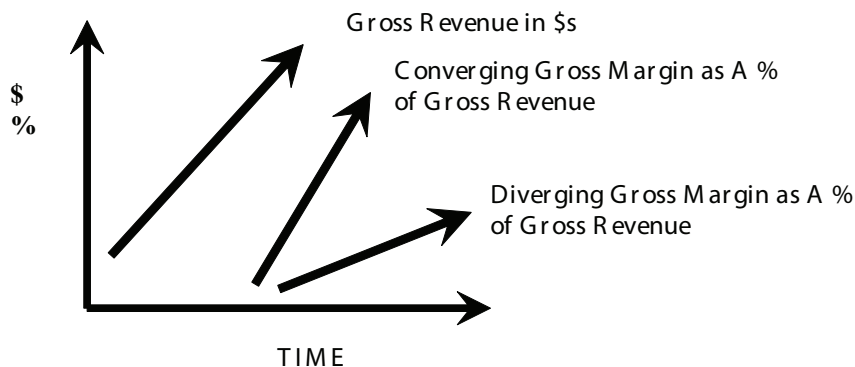 Gross Revenue in $s
Converging Gross Margin as A %
of Gross Revenue
$
%
Diverging Gross Margin as A %
of Gross Revenue
TIME